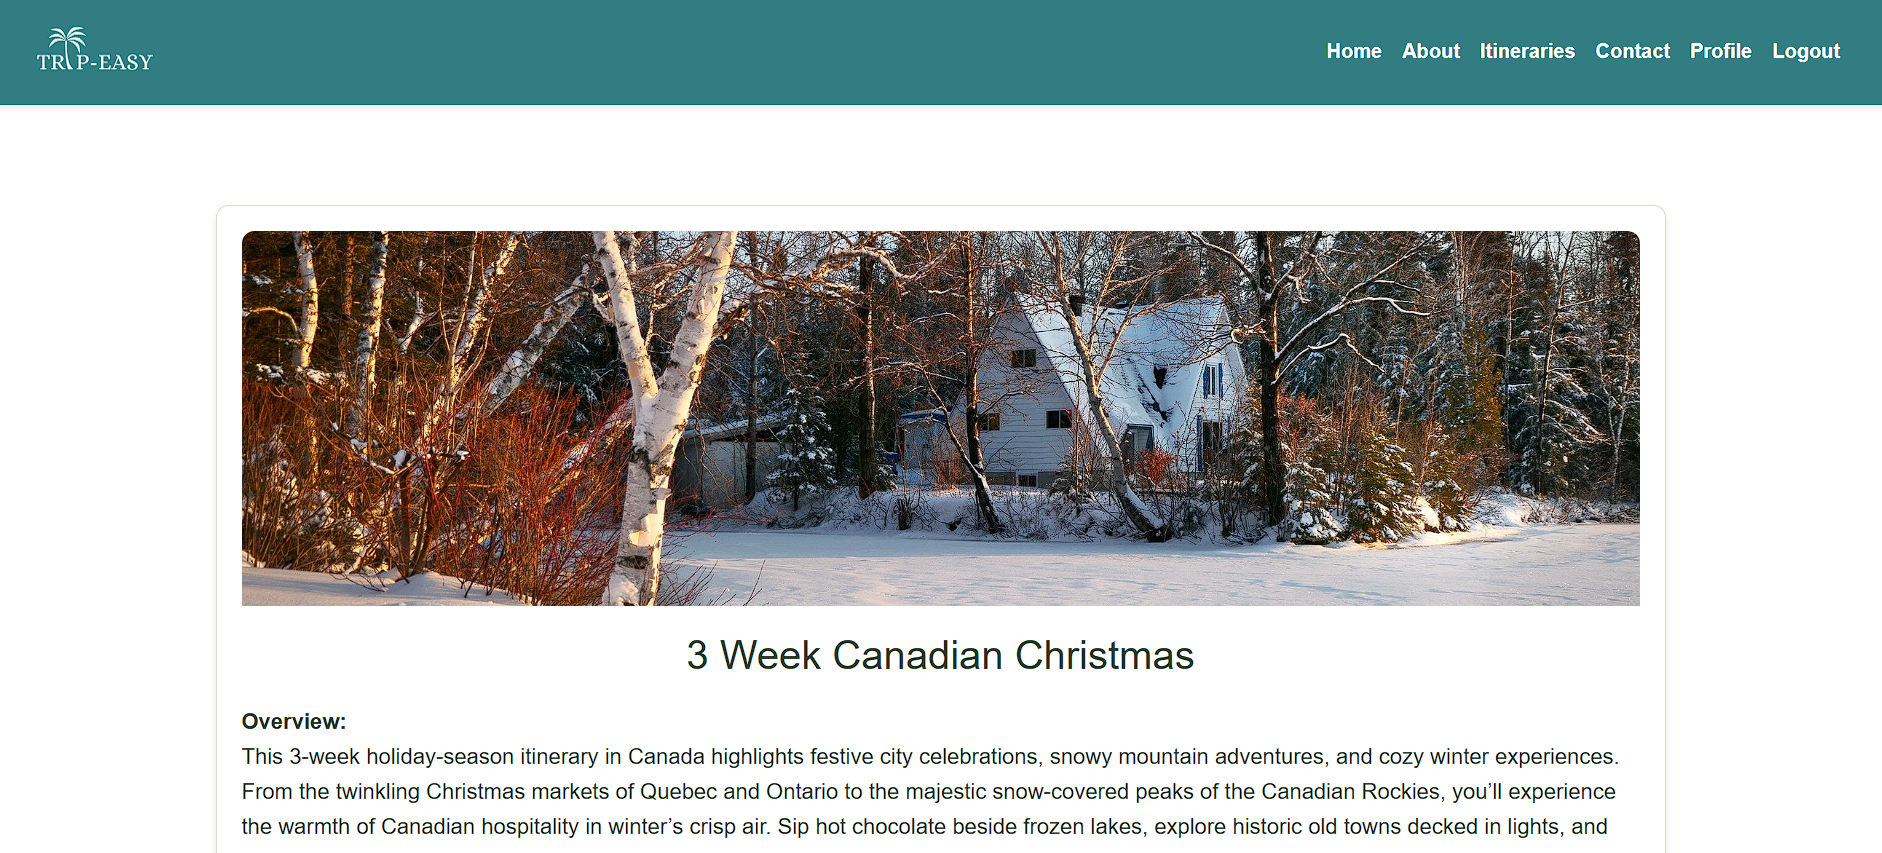 TRIP-EASY
Home About Itineraries Contact Profile Logout
3 Week Canadian Christmas
Overview:
This 3-week holiday-season itinerary in Canada highlights festive city celebrations, snowy mountain adventures, and cozy winter experiences.
From the twinkling Christmas markets of Quebec and Ontario to the majestic snow-covered peaks of the Canadian Rockies, you’ll experience
the warmth of Canadian hospitality in winter’s crisp air. Sip hot chocolate beside frozen lakes, explore historic old towns decked in lights, and